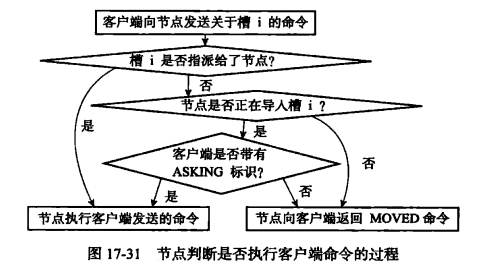 客户端向节点发送关于槽 i 的命令
槽 i 是否指派给了节点？
否
节点是否正在导入槽 i？
是
是
客户端是否带有
ASKING 标识？
否
是
否
节点执行客户端发送的命令
节点向客户端返回 MOVED 命令
图 17-31 节点判断是否执行客户端命令的过程